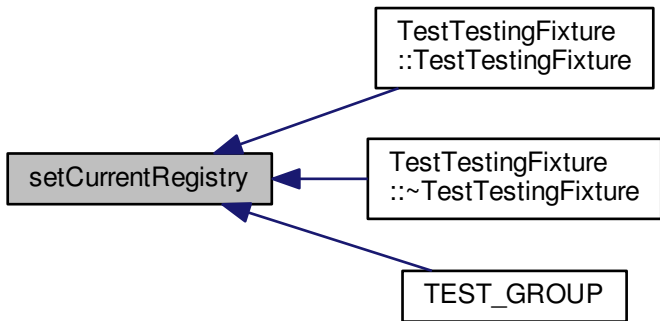 TestTestingFixture
::TestTestingFixture
setCurrentRegistry
TestTestingFixture
::~TestTestingFixture
TEST_GROUP